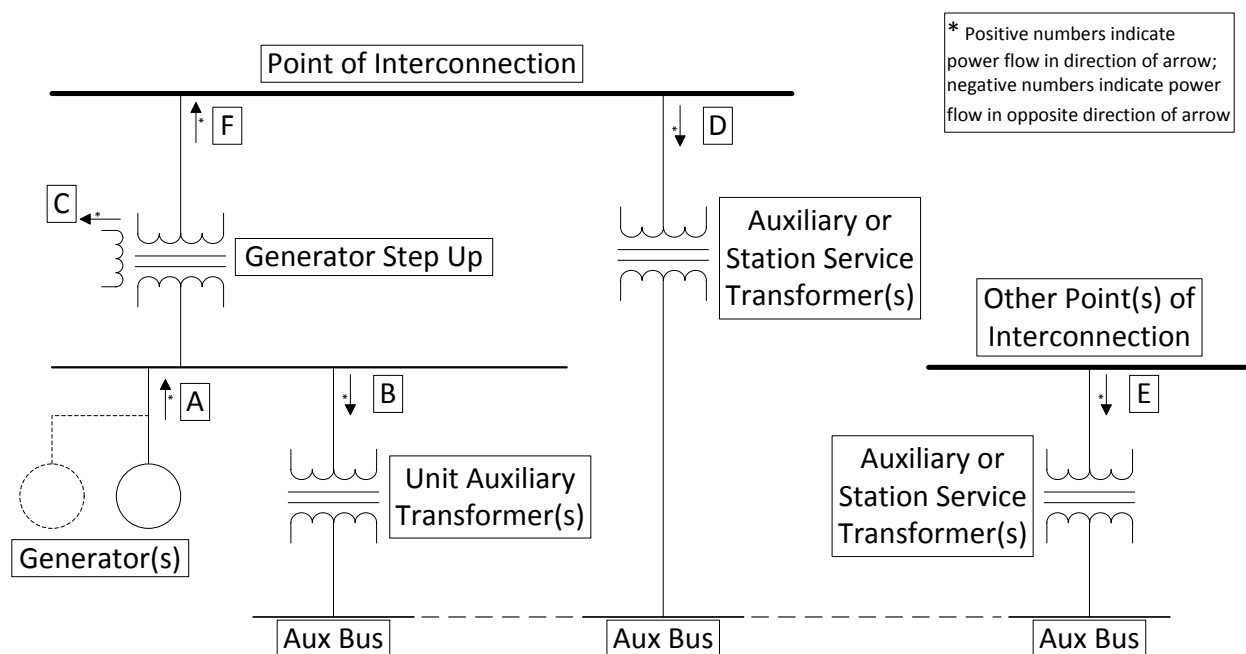 * Positive numbers indicate
power flow in direction of arrow;
negative numbers indicate power
flow in opposite direction of arrow
Point of Interconnection
* F
* D
C *
Generator Step Up
Auxiliary or
Station Service
Transformer(s)
Other Point(s) of
Interconnection
* A
* B
* E
Unit Auxiliary
Transformer(s)
Auxiliary or
Station Service
Transformer(s)
Generator(s)
Aux Bus
Aux Bus
Aux Bus